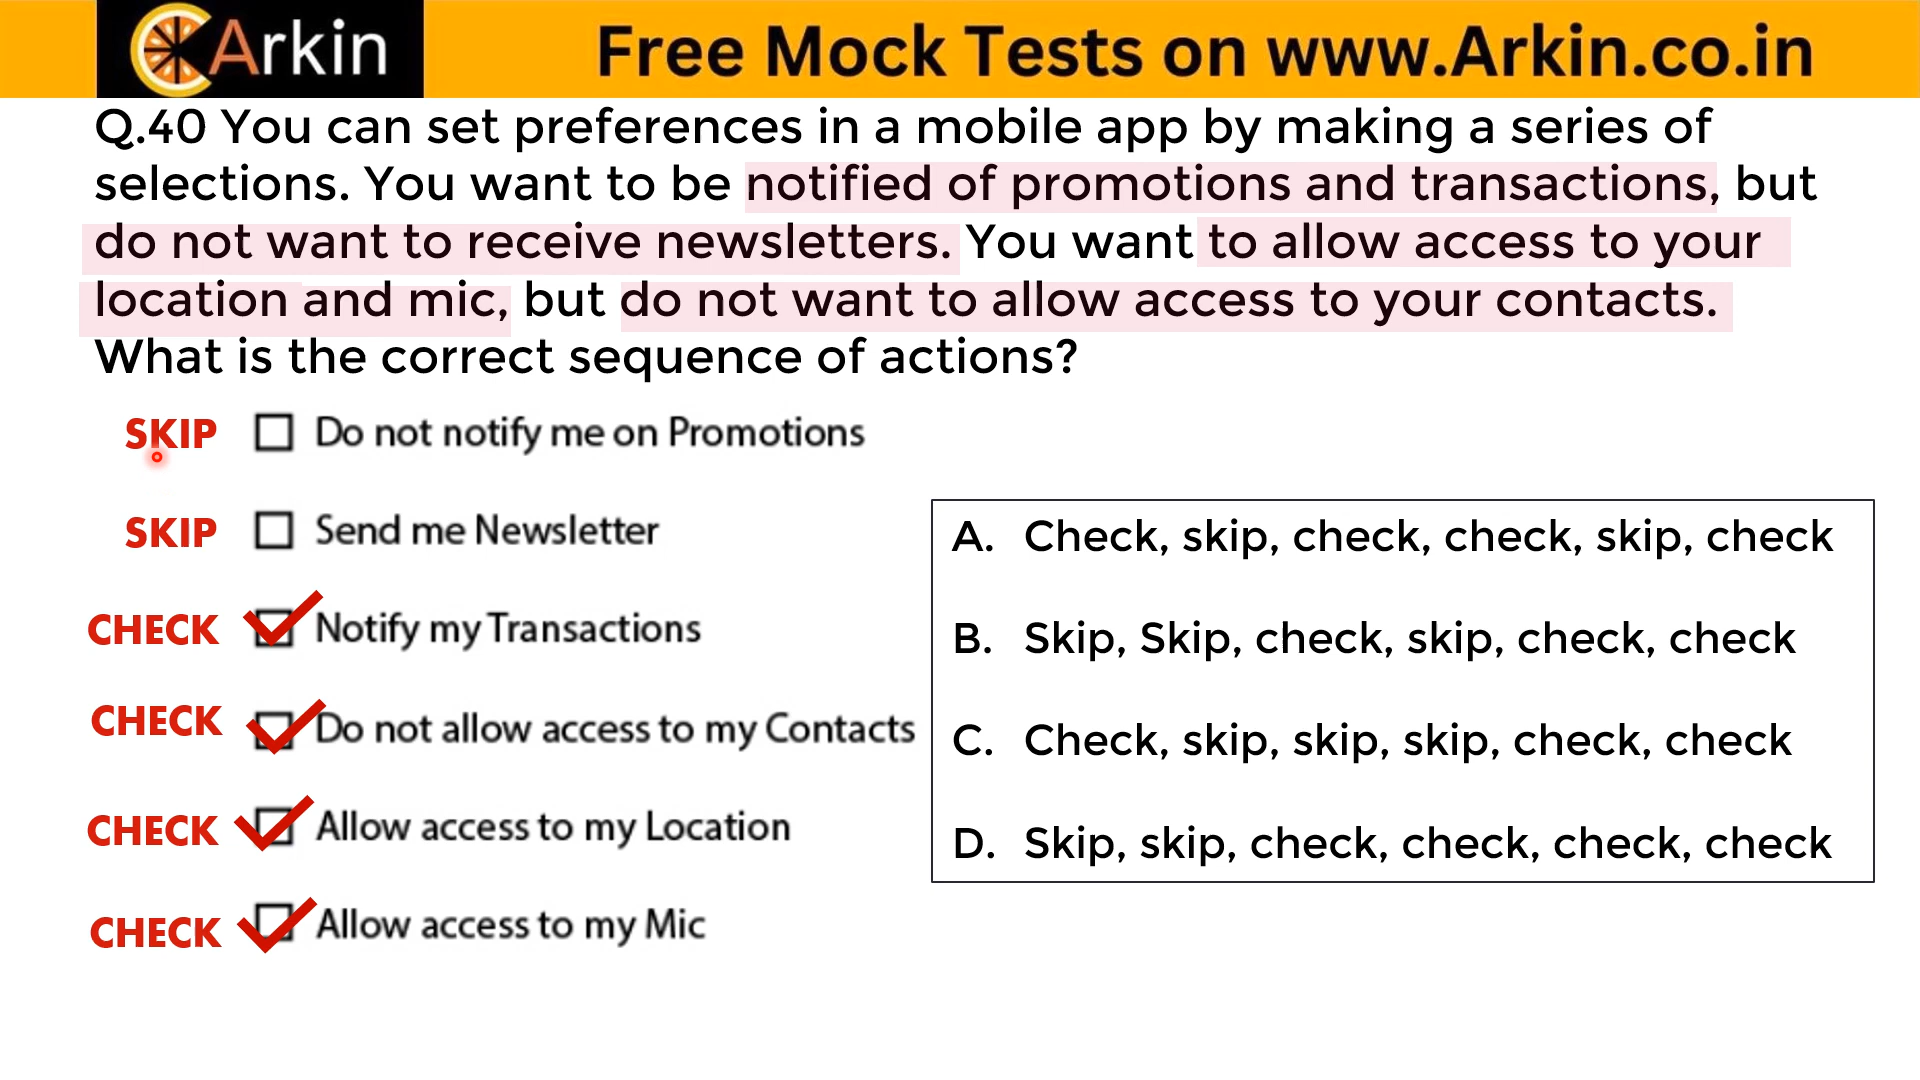 Arkin
Free Mock Tests on www.Arkin.co.in
Q.40 You can set preferences in a mobile app by making a series of
selections. You want to be notified of promotions and transactions, but
do not want to receive newsletters. You want to allow access to your
location and mic, but do not want to allow access to your contacts.
What is the correct sequence of actions?
SKIP Do not notify me on Promotions
SKIP Send me Newsletter
CHECK Notify my Transactions
CHECK Do not allow access to my Contacts
CHECK Allow access to my Location
CHECK Allow access to my Mic
A. Check, skip, check, check, skip, check
B. Skip, Skip, check, skip, check, check
C. Check, skip, skip, skip, check, check
D. Skip, skip, check, check, check, check